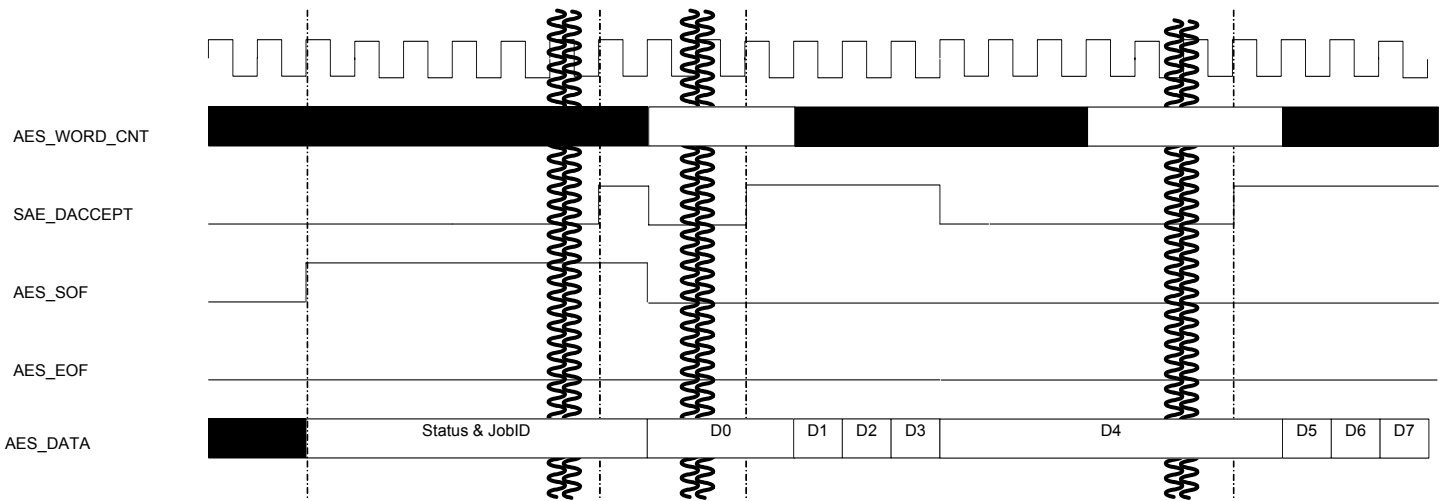 AES_WORD_CNT
SAE_DACCEPT
AES_SOF
AES_EOF
AES_DATA
Status & JobID
D0
D1
D2
D3
D4
D5
D6
D7